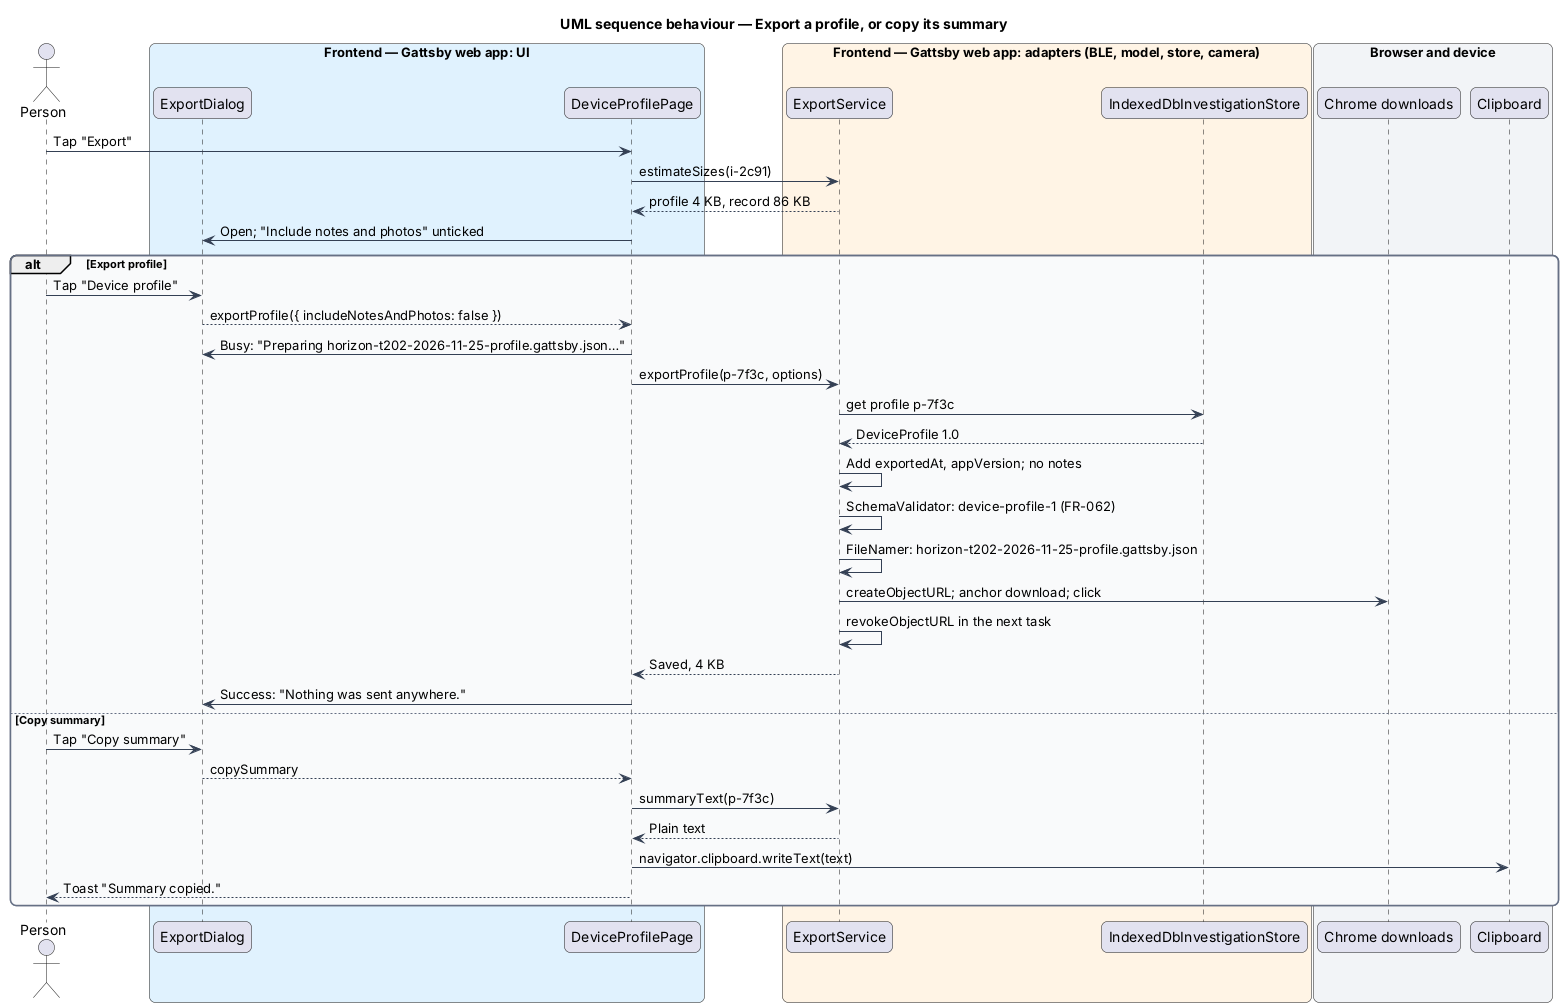 UML sequence behaviour — Export a profile, or copy its summary
Frontend — Gattsby web app: UI
Frontend — Gattsby web app: adapters (BLE, model, store, camera)
Browser and device
Person
ExportDialog
DeviceProfilePage
ExportService
IndexedDbInvestigationStore
Chrome downloads
Clipboard
Tap "Export"
estimateSizes(i-2c91)
profile 4 KB, record 86 KB
Open; "Include notes and photos" unticked
alt
[Export profile]
Tap "Device profile"
exportProfile({ includeNotesAndPhotos: false })
Busy: "Preparing horizon-t202-2026-11-25-profile.gattsby.json..."
exportProfile(p-7f3c, options)
get profile p-7f3c
DeviceProfile 1.0
Add exportedAt, appVersion; no notes
SchemaValidator: device-profile-1 (FR-062)
FileNamer: horizon-t202-2026-11-25-profile.gattsby.json
createObjectURL; anchor download; click
revokeObjectURL in the next task
Saved, 4 KB
Success: "Nothing was sent anywhere."
[Copy summary]
Tap "Copy summary"
copySummary
summaryText(p-7f3c)
Plain text
navigator.clipboard.writeText(text)
Toast "Summary copied."
Person
ExportDialog
DeviceProfilePage
ExportService
IndexedDbInvestigationStore
Chrome downloads
Clipboard